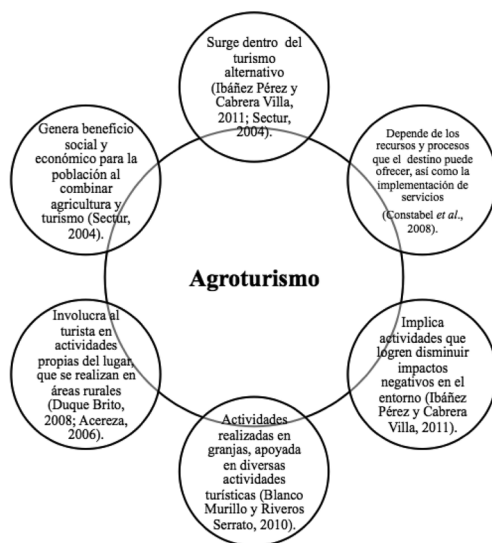 Surge dentro del
turismo
alternativo
(Ibáñez Pérez y
Cabrera Villa,
2011; Sectur,
2004).
Depende de los
recursos y procesos
que el destino puede
ofrecer, así como la
implementación de
servicios
(Constabel et al.,
2008).
Implica
actividades que
logren disminuir
impactos
negativos en el
entorno (Ibáñez
Pérez y Cabrera
Villa, 2011).
Actividades
realizadas en
granjas, apoyada
en diversas
actividades
turísticas (Blanco
Murillo y Riveros
Serrato, 2010).
Involucra al
turista en
actividades
propias del lugar,
que se realizan en
áreas rurales
(Duque Brito,
2008; Acereza,
2006).
Genera beneficio
social y
económico para la
población al
combinar
agricultura y
turismo (Sectur,
2004).
Agroturismo